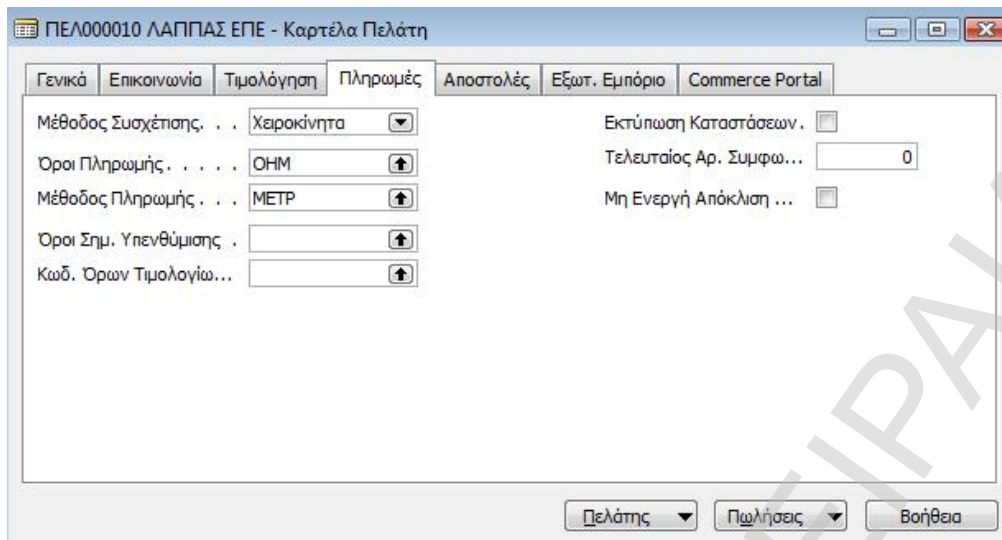 ΠΕΛ000010 ΛΑΠΠΑΣ ΕΠΕ - Καρτέλα Πελάτη
Γενικά Επικοινωνία Τιμολόγηση Πληρωμές Αποστολές Εξωτ. Εμπόριο Commerce Portal
Μέθοδος Συσχέτισης. . . Χειροκίνητα Εκτύπωση Καταστάσεων.
Όροι Πληρωμής. . . . . ΟΗΜ Τελευταίος Αρ. Συμφω... 0
Μέθοδος Πληρωμής . . . ΜΕΤΡ Μη Ενεργή Απόκλιση ...
Όροι Σημ. Υπενθύμισης .
Κωδ. Όρων Τιμολογίω...
Πελάτης Πωλήσεις Βοήθεια